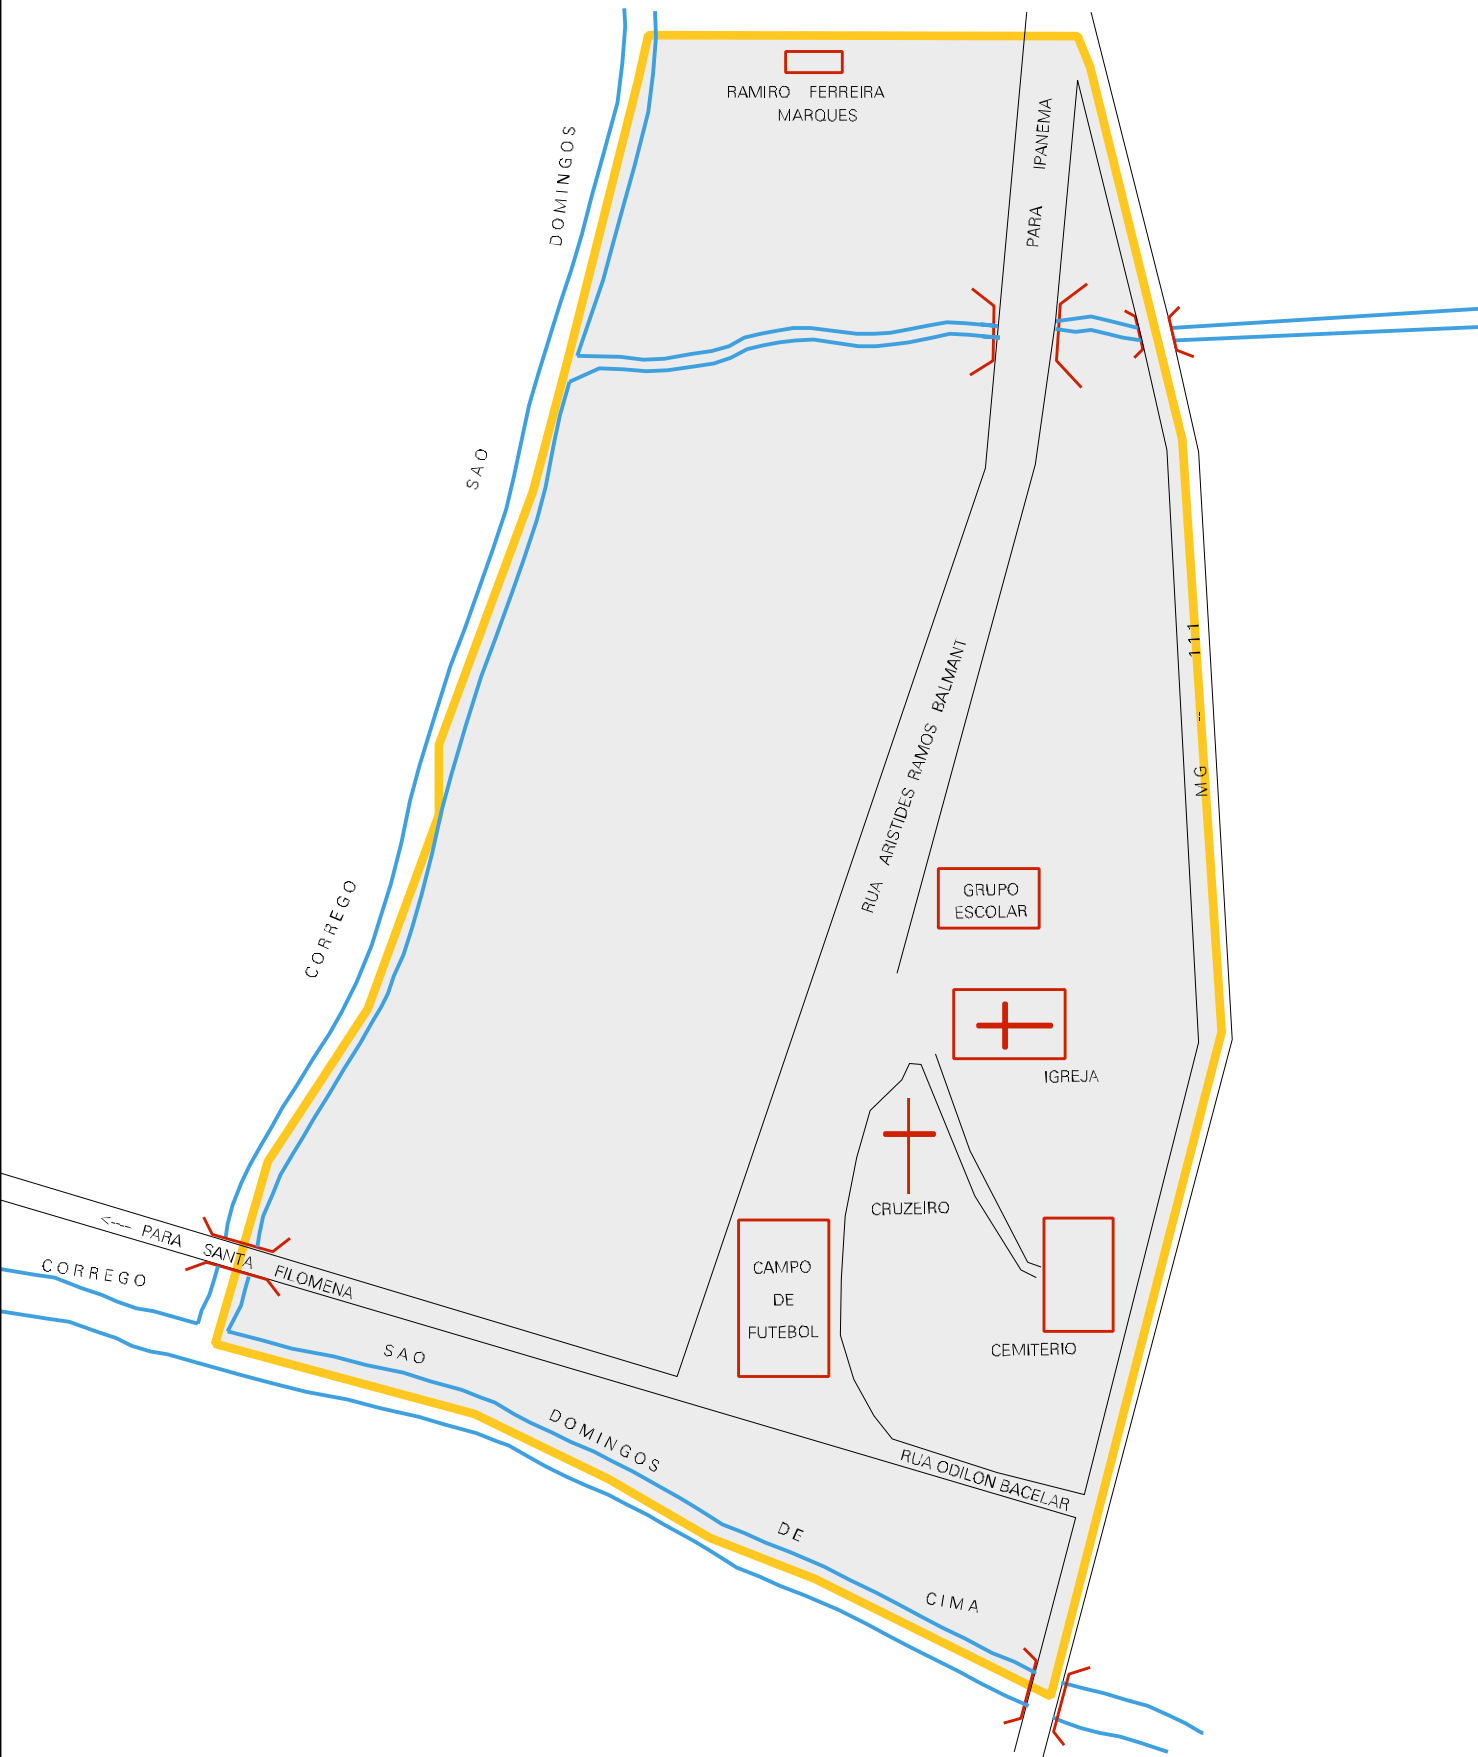 RAMIRO FERREIRA
MARQUES
PARA IPANEMA
CORREGO SAO DOMINGOS
RUA ARISTIDES RAMOS BALMANT
MG -- 111
GRUPO
ESCOLAR
IGREJA
CRUZEIRO
CAMPO
DE
FUTEBOL
CEMITERIO
<---- PARA SANTA FILOMENA
CORREGO SAO DOMINGOS DE CIMA
RUA ODILON BACELAR